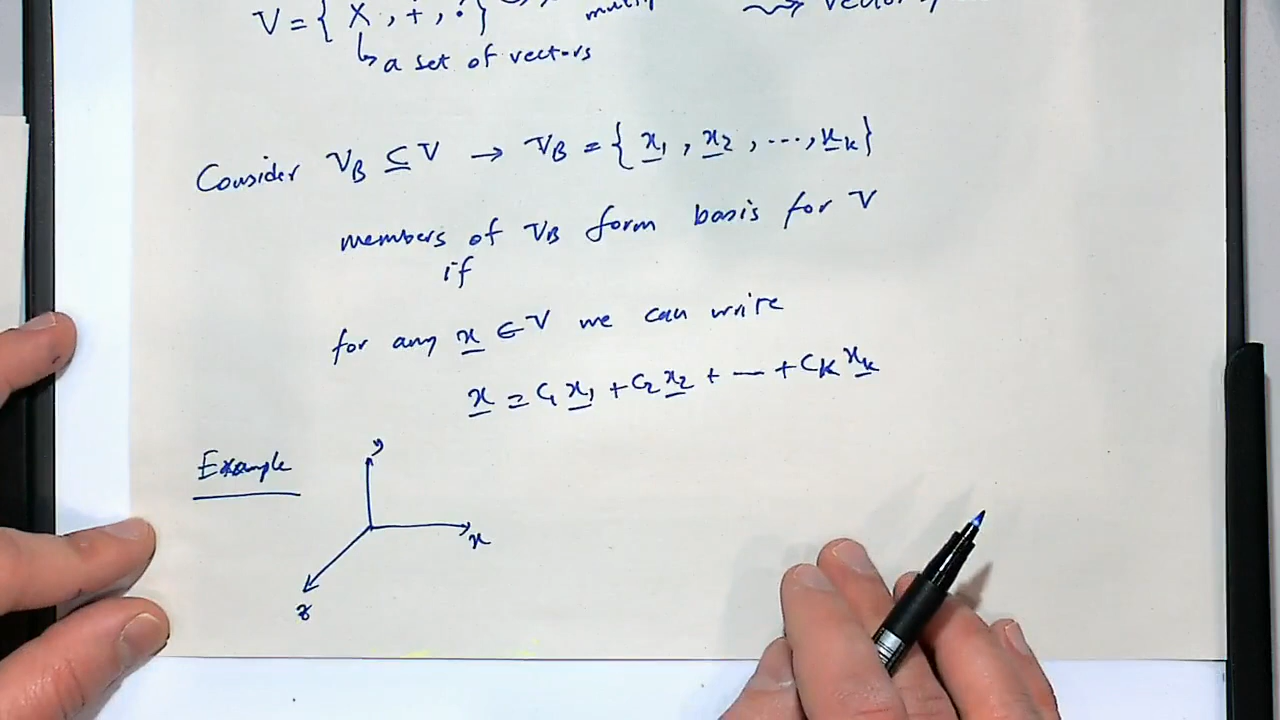 V = { X , + , · }
↳ a set of vectors
Consider V_B ⊆ V → V_B = { x_1 , x_2 , ..., x_k }
members of V_B form basis for V
if
for any x ∈ V we can write
x = C_1 x_1 + C_2 x_2 + — + C_K x_k
Example
y
x
z